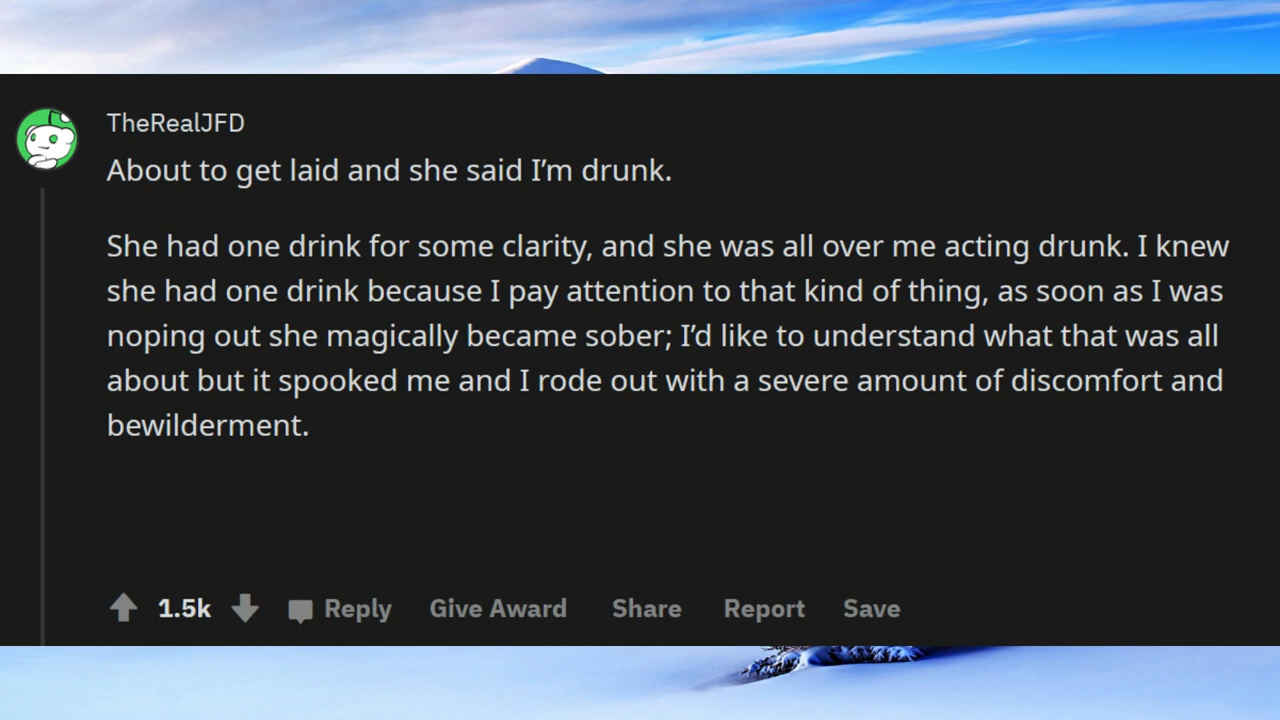 TheRealJFD
About to get laid and she said I’m drunk.
She had one drink for some clarity, and she was all over me acting drunk. I knew
she had one drink because I pay attention to that kind of thing, as soon as I was
noping out she magically became sober; I’d like to understand what that was all
about but it spooked me and I rode out with a severe amount of discomfort and
bewilderment.
1.5k Reply Give Award Share Report Save